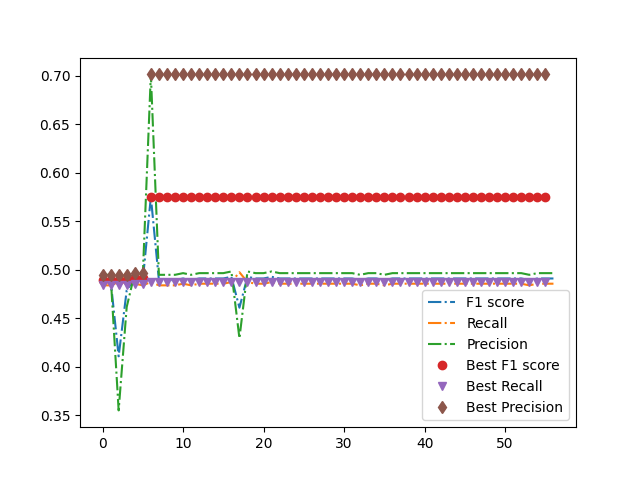 0.70
0.65
0.60
0.55
0.50
0.45
0.40
0.35
0
10
20
30
40
50
F1 score
Recall
Precision
Best F1 score
Best Recall
Best Precision